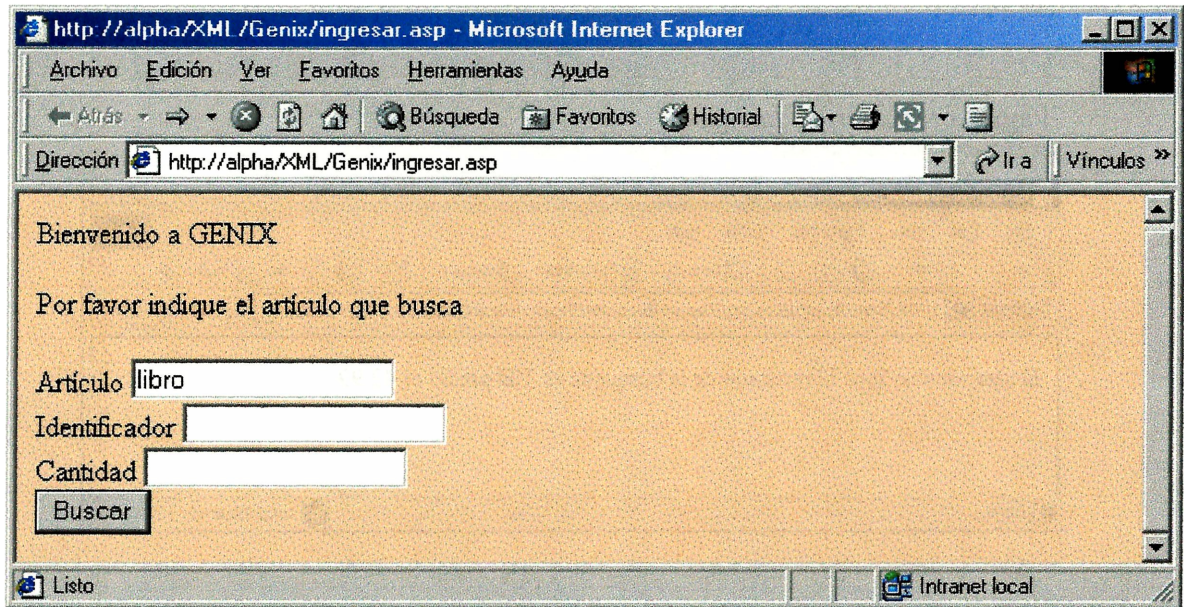 http://alpha/XML/Genix/ingresar.asp - Microsoft Internet Explorer
Archivo Edición Ver Favoritos Herramientas Ayuda
Atrás Búsqueda Favoritos Historial
Dirección http://alpha/XML/Genix/ingresar.asp Ir a Vínculos »
Bienvenido a GENIX
Por favor indique el artículo que busca
Artículo libro
Identificador
Cantidad
Buscar
Listo Intranet local